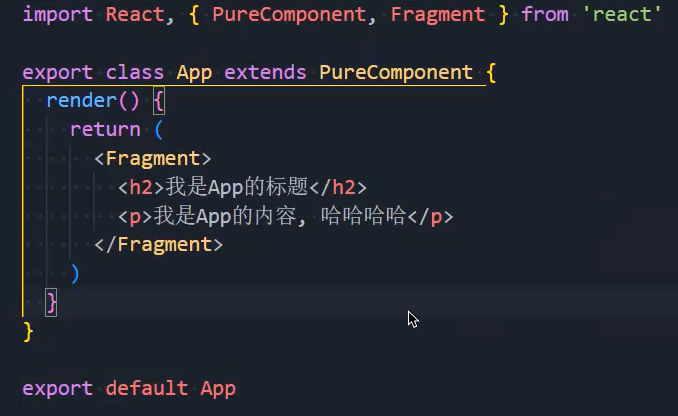 import React, { PureComponent, Fragment } from 'react'
export class App extends PureComponent {
render() {
return (
<Fragment>
<h2>我是App的标题</h2>
<p>我是App的内容, 哈哈哈哈</p>
</Fragment>
)
}
}
export default App